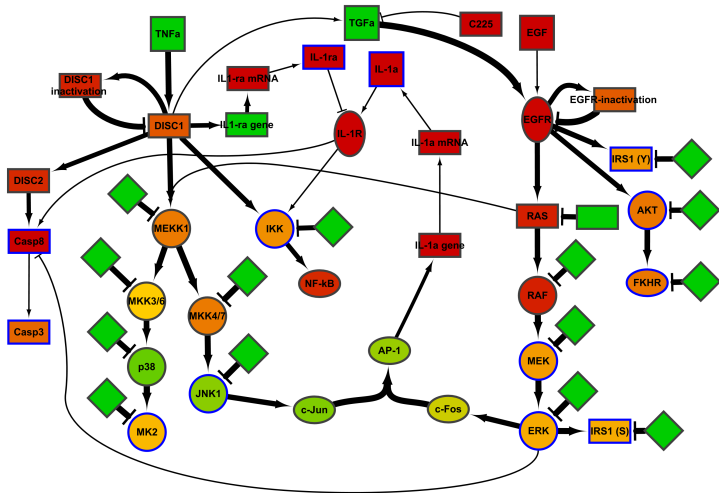 TNFa
TGFa
C225
EGF
DISC1
inactivation
IL1-ra mRNA
IL-1ra
IL-1a
EGFR-inactivation
DISC1
IL1-ra gene
IL-1R
IL-1a mRNA
EGFR
IRS1 (Y)
DISC2
MEKK1
IKK
RAS
AKT
Casp8
IL-1a gene
NF-kB
RAF
FKHR
MKK3/6
MKK4/7
Casp3
AP-1
p38
MEK
JNK1
c-Jun
c-Fos
MK2
ERK
IRS1 (S)